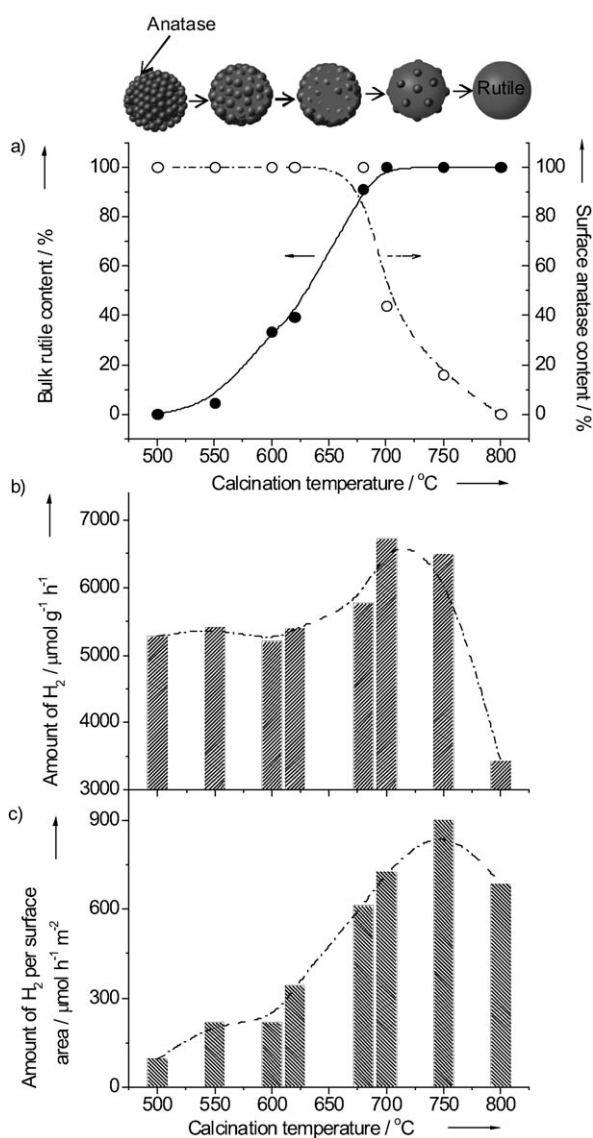 Anatase
Rutile
a)
Bulk rutile content / %
100
80
60
40
20
0
100
80
60
40
20
0
Surface anatase content / %
500 550 600 650 700 750 800
Calcination temperature / °C
b)
Amount of H₂ / μmol g⁻¹ h⁻¹
7000
6000
5000
4000
3000
c)
Amount of H₂ per surface
area / μmol h⁻¹ m⁻²
900
600
300
0
500 550 600 650 700 750 800
Calcination temperature / °C